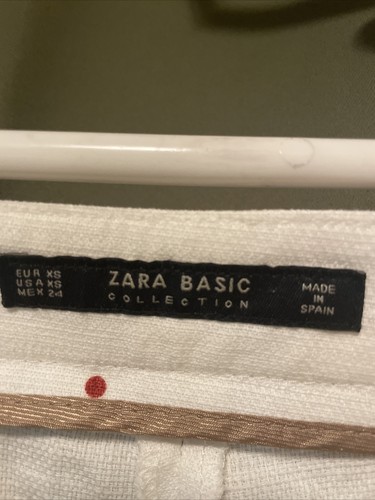 EUR XS
USA XS
MEX 24
ZARA BASIC
COLLECTION
MADE
IN
SPAIN